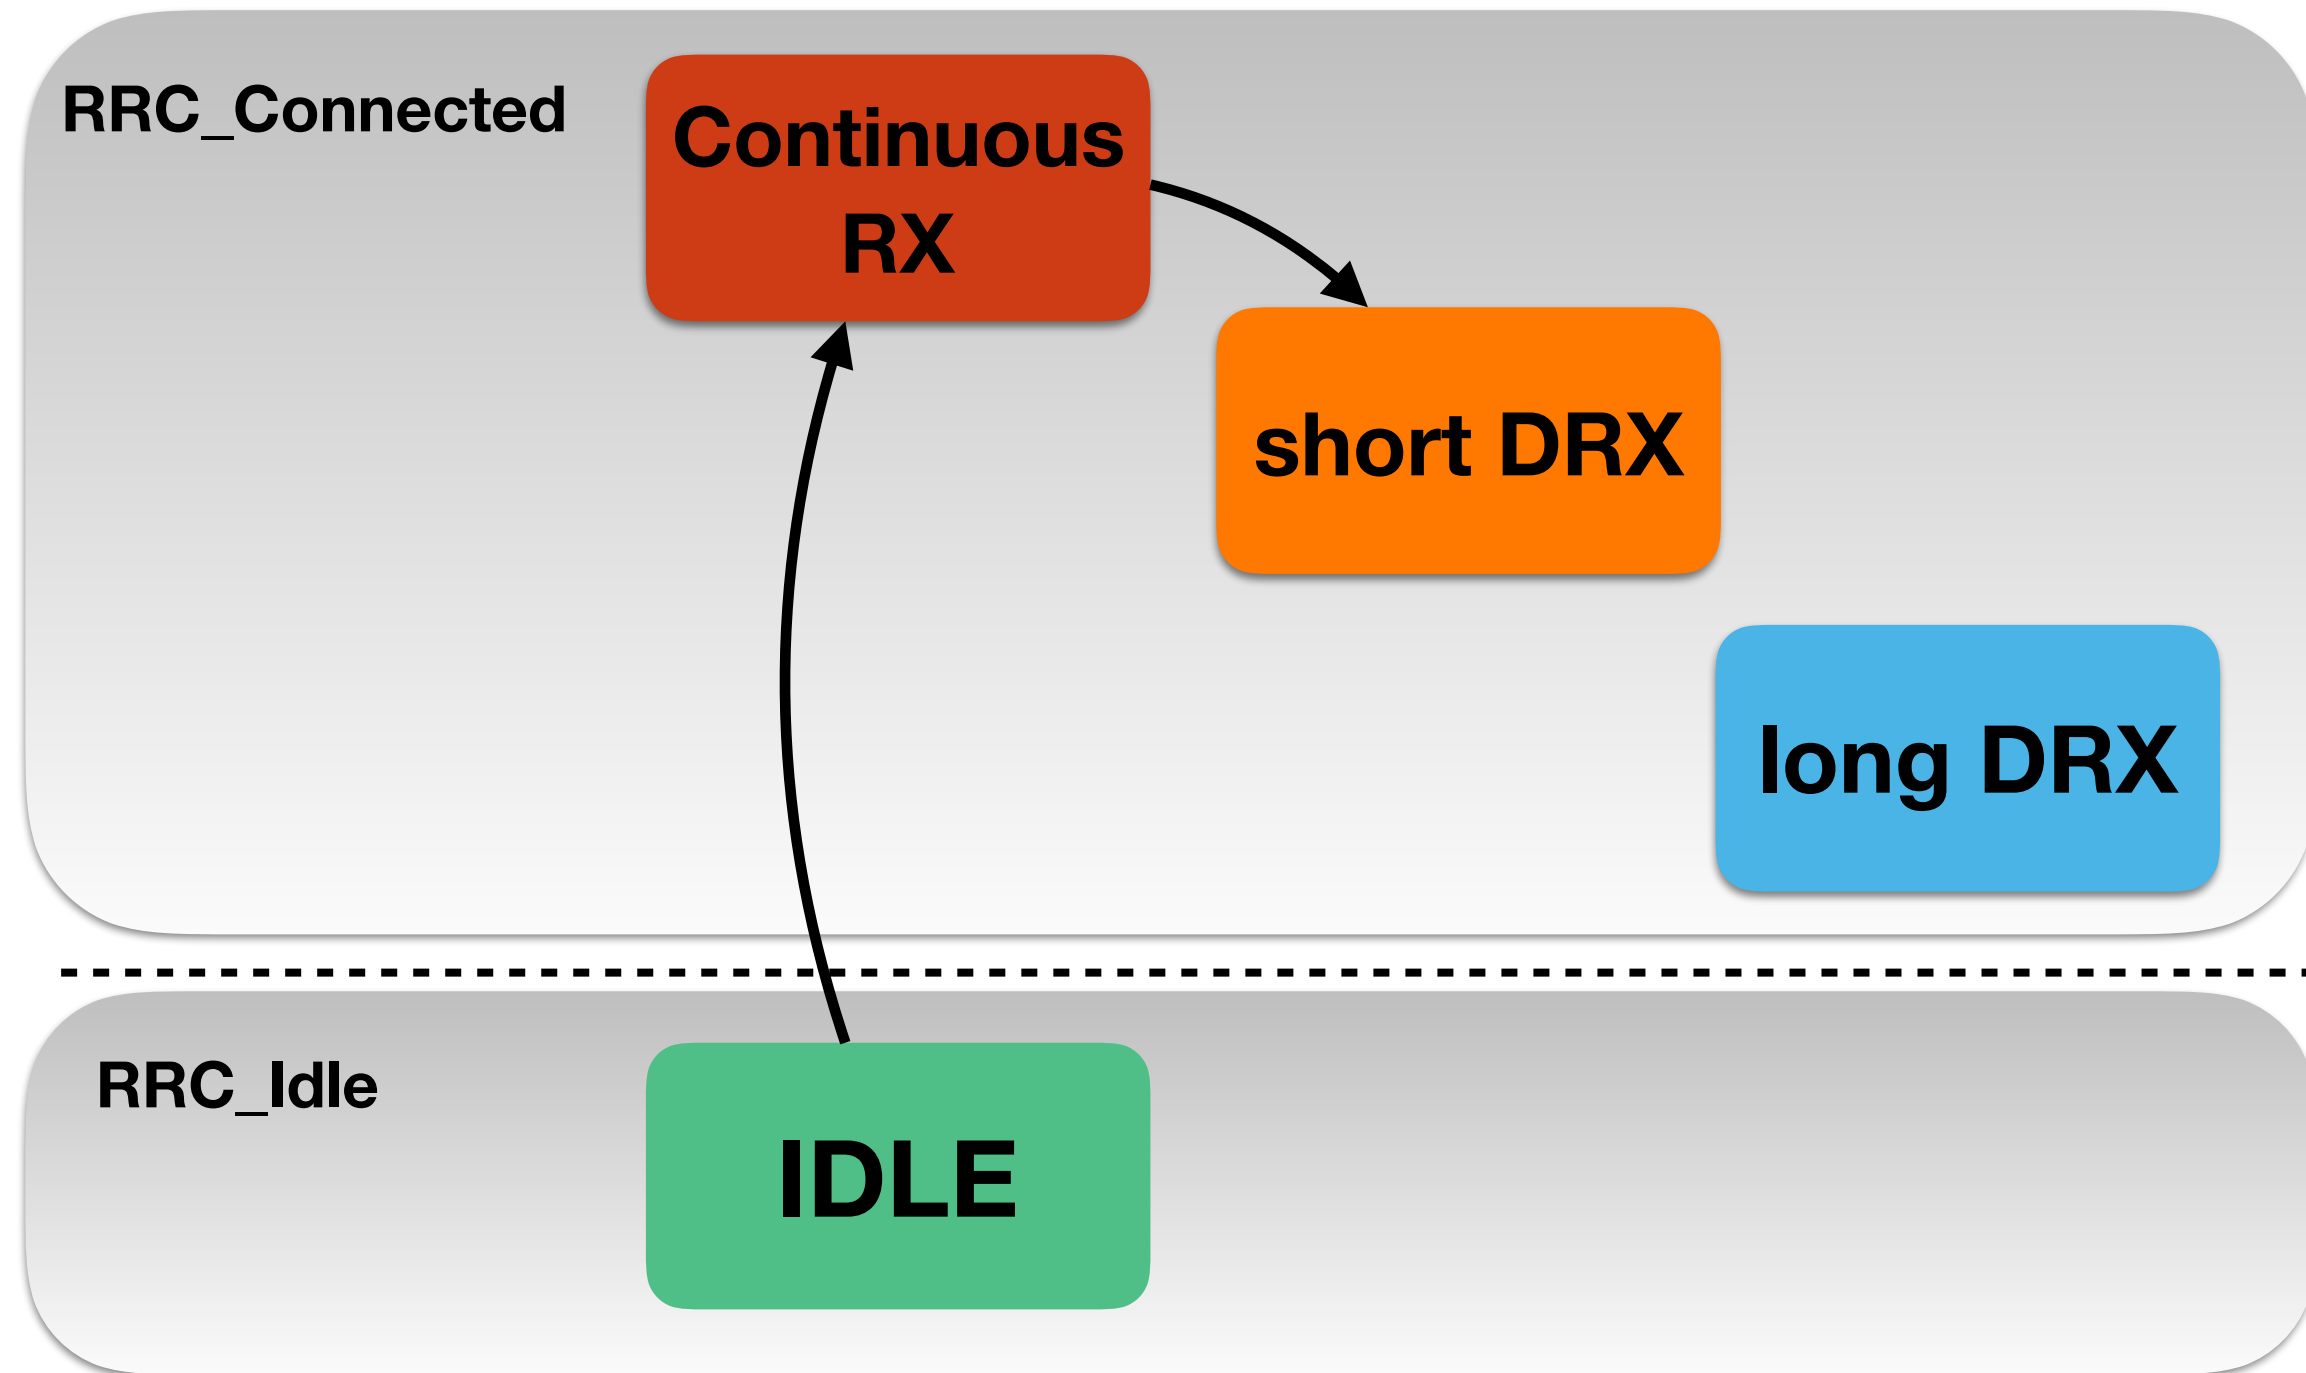 RRC_Connected
Continuous
RX
short DRX
long DRX
RRC_Idle
IDLE